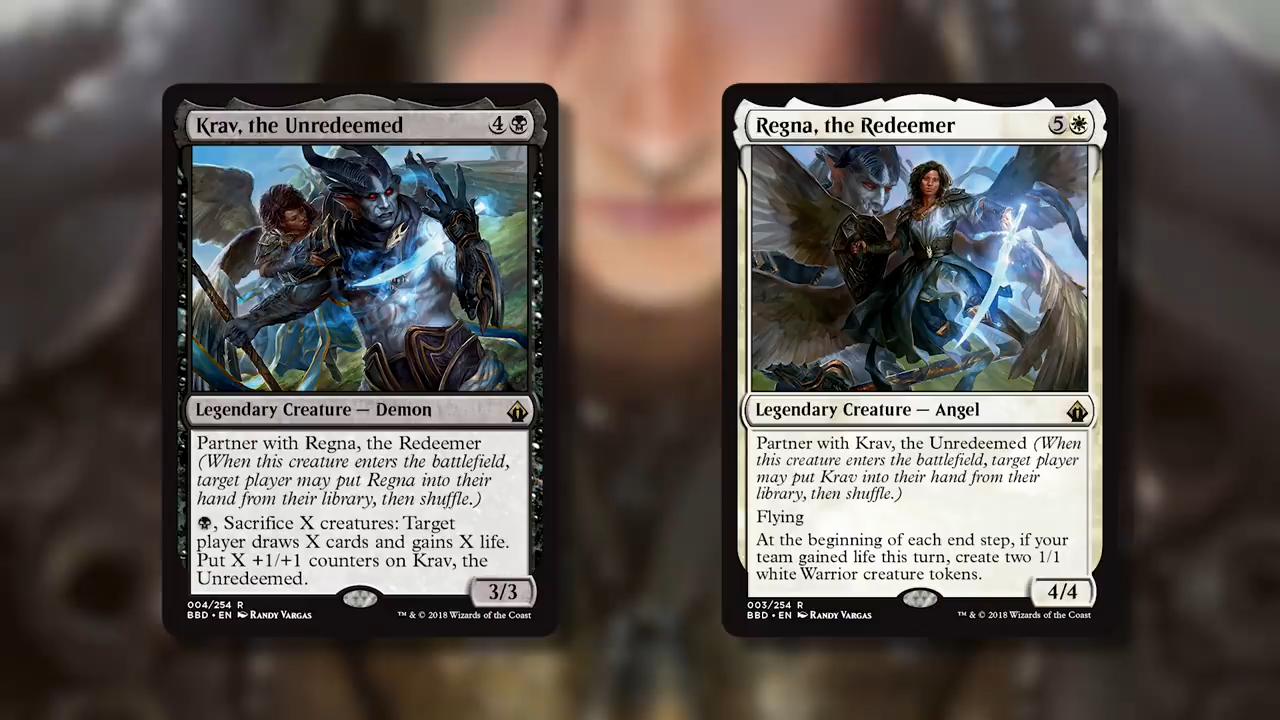 Krav, the Unredeemed 4
Legendary Creature — Demon
Partner with Regna, the Redeemer
(When this creature enters the battlefield,
target player may put Regna into their
hand from their library, then shuffle.)
, Sacrifice X creatures: Target
player draws X cards and gains X life.
Put X +1/+1 counters on Krav, the
Unredeemed.
3/3
004/254 R
BBD • EN Randy Vargas
™ & © 2018 Wizards of the Coast
Regna, the Redeemer 5
Legendary Creature — Angel
Partner with Krav, the Unredeemed (When
this creature enters the battlefield, target player
may put Krav into their hand from their
library, then shuffle.)
Flying
At the beginning of each end step, if your
team gained life this turn, create two 1/1
white Warrior creature tokens.
4/4
003/254 R
BBD • EN Randy Vargas
™ & © 2018 Wizards of the Coast